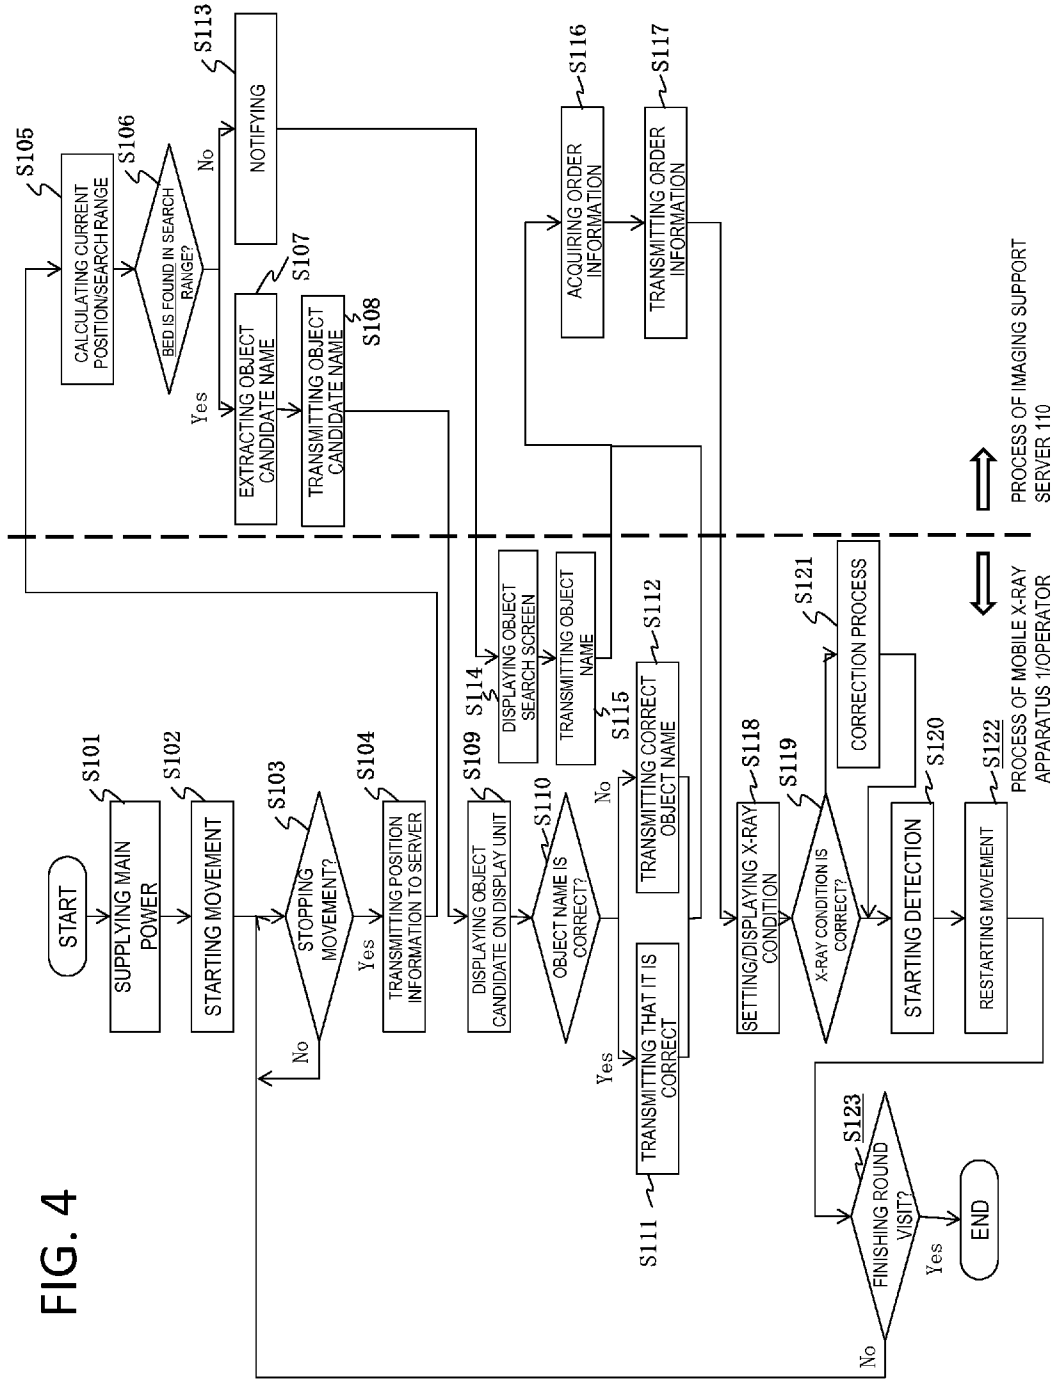 FIG. 4
START
S101
SUPPLYING MAIN
POWER
S102
STARTING MOVEMENT
S103
STOPPING
MOVEMENT?
No
Yes
S104
TRANSMITTING POSITION
INFORMATION TO SERVER
S105
CALCULATING CURRENT
POSITION/SEARCH RANGE
S106
BED IS FOUND IN SEARCH
RANGE?
Yes
No
S107
EXTRACTING OBJECT
CANDIDATE NAME
S108
TRANSMITTING OBJECT
CANDIDATE NAME
S113
NOTIFYING
S109
DISPLAYING OBJECT
CANDIDATE ON DISPLAY UNIT
S110
OBJECT NAME IS
CORRECT?
Yes
No
S111
TRANSMITTING THAT IT IS
CORRECT
S112
TRANSMITTING CORRECT
OBJECT NAME
S114
DISPLAYING OBJECT
SEARCH SCREEN
S115
TRANSMITTING OBJECT
NAME
S116
ACQUIRING ORDER
INFORMATION
S117
TRANSMITTING ORDER
INFORMATION
S118
SETTING/DISPLAYING X-RAY
CONDITION
S119
X-RAY CONDITION IS
CORRECT?
S121
CORRECTION PROCESS
S120
STARTING DETECTION
S122
RESTARTING MOVEMENT
S123
FINISHING ROUND
VISIT?
No
Yes
END
PROCESS OF MOBILE X-RAY
APPARATUS 1/OPERATOR
PROCESS OF IMAGING SUPPORT
SERVER 110